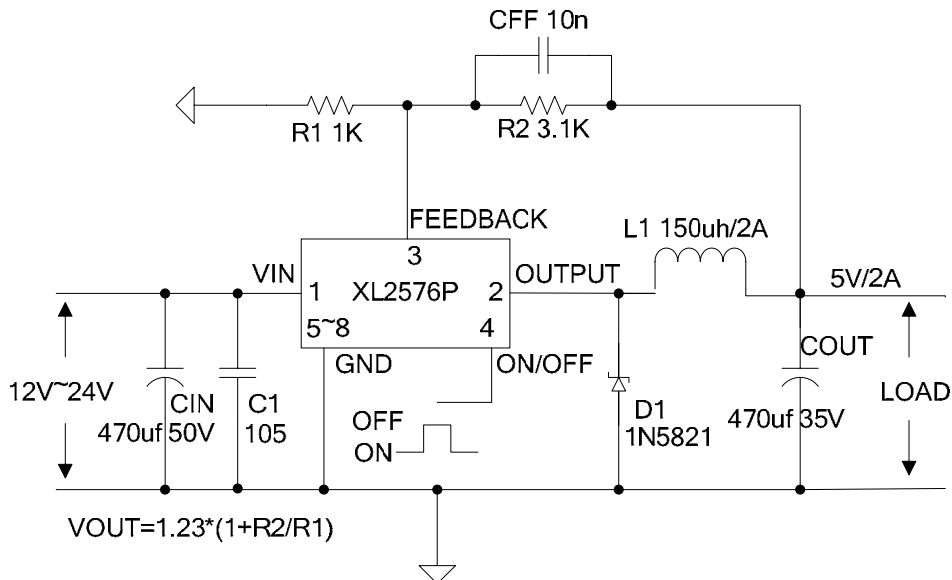 CFF 10n
R1 1K
R2 3.1K
FEEDBACK
L1 150uh/2A
3
VIN
OUTPUT
5V/2A
1
XL2576P
2
5~8
4
GND
ON/OFF
COUT
12V~24V
CIN
470uf 50V
C1
105
OFF
ON
D1
1N5821
470uf 35V
LOAD
VOUT=1.23*(1+R2/R1)